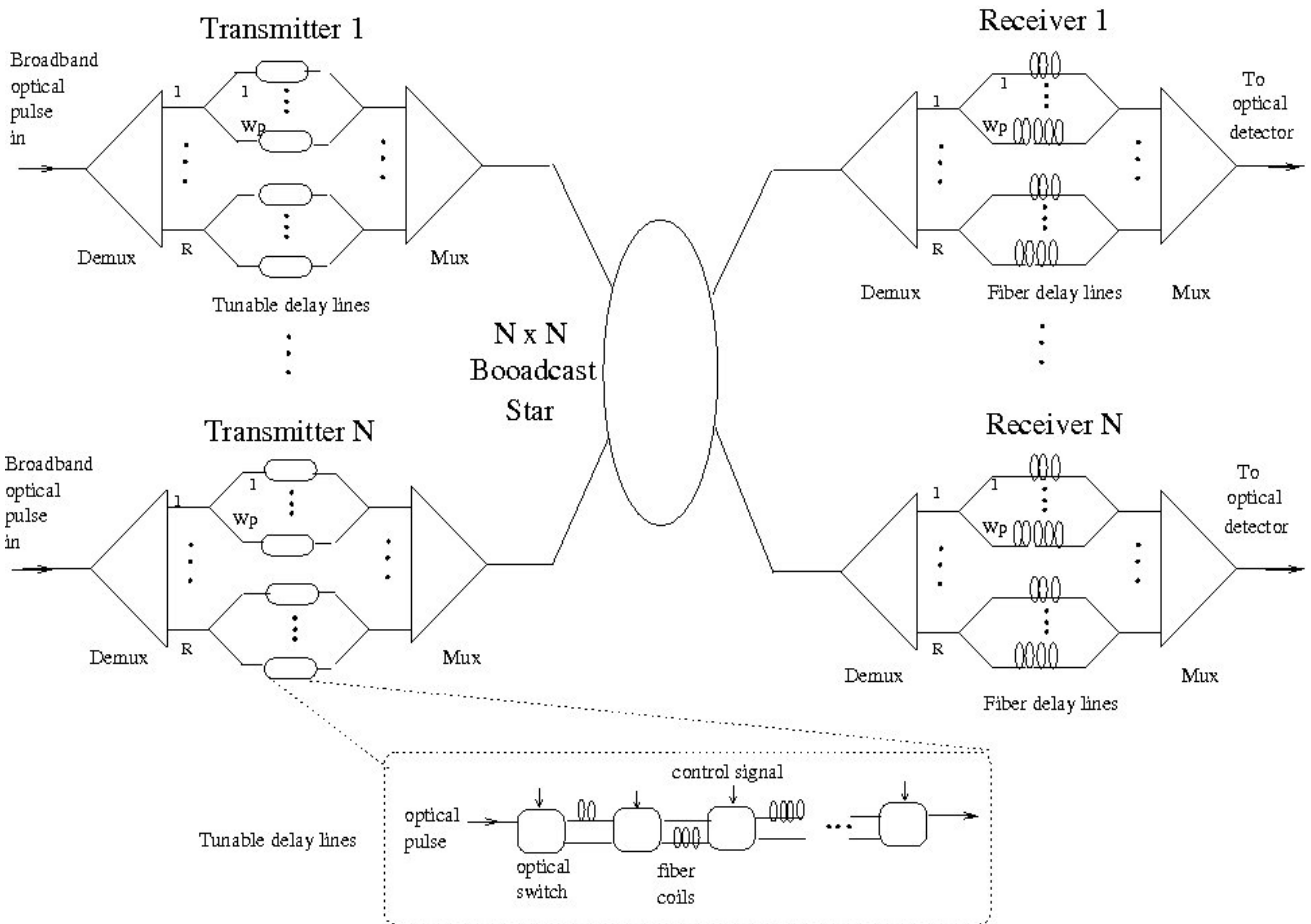 Transmitter 1
Broadband
optical
pulse
in
1
1
Wp
R
Demux
Mux
Tunable delay lines
Receiver 1
1
1
Wp
R
To
optical
detector
Demux
Fiber delay lines
Mux
N x N
Booadcast
Star
Transmitter N
Broadband
optical
pulse
in
1
1
Wp
R
Demux
Mux
Receiver N
1
1
Wp
R
To
optical
detector
Demux
Mux
Fiber delay lines
Tunable delay lines
control signal
optical
pulse
optical
switch
fiber
coils